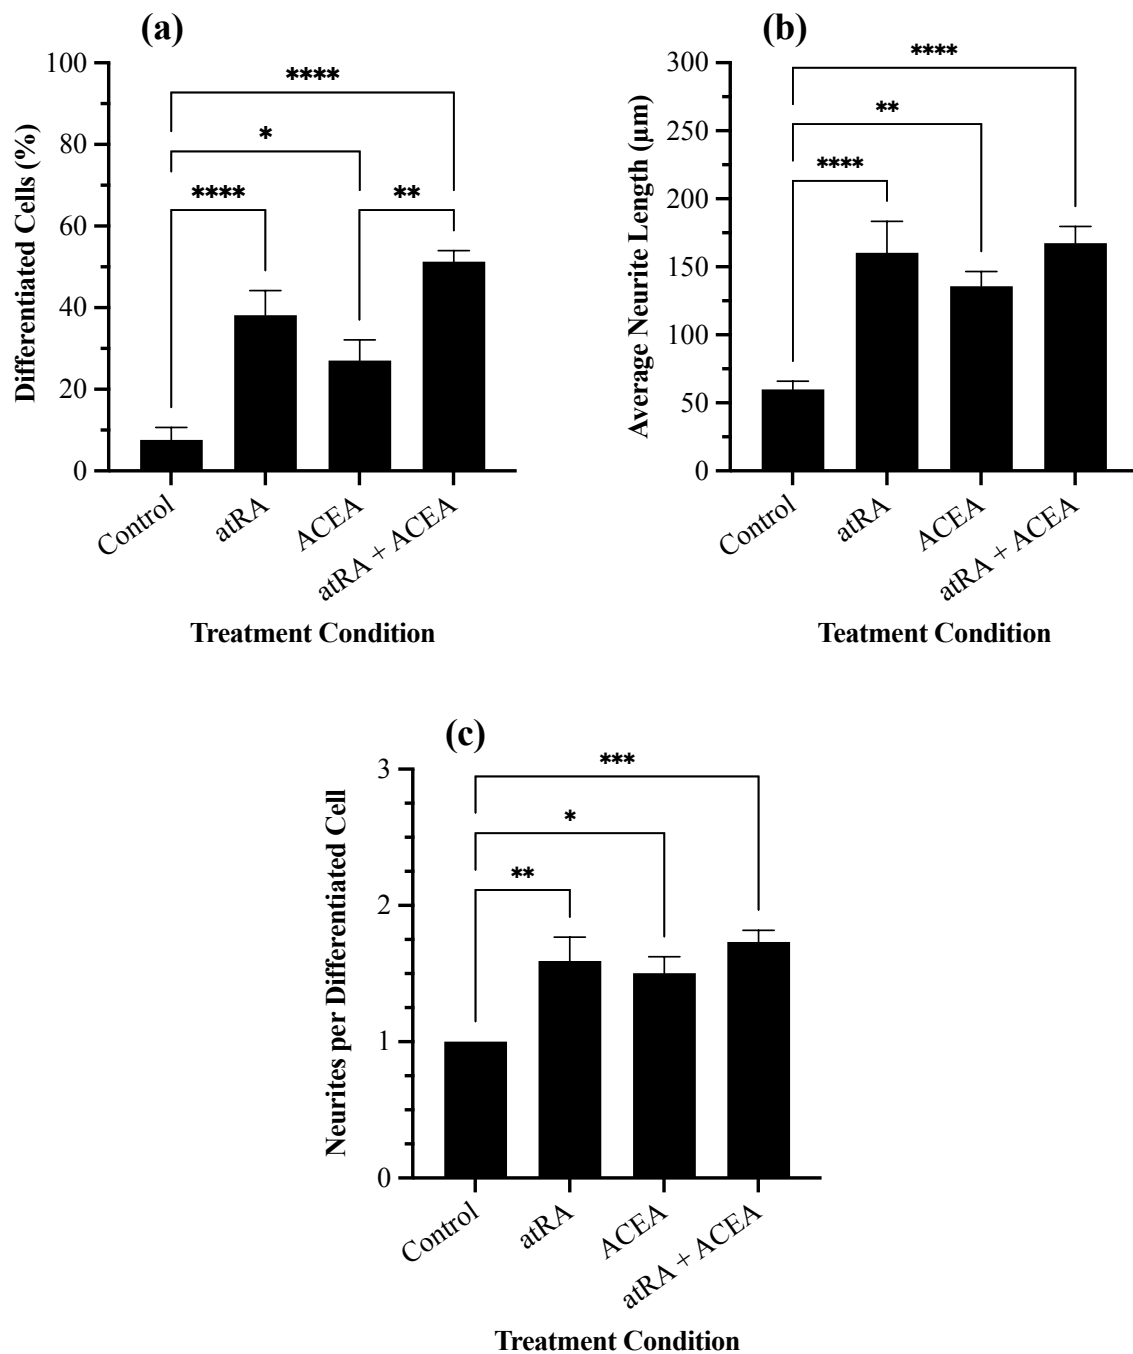 (a)
Differentiated Cells (%)
100
80
60
40
20
0
****
*
****
**
Control
atRA
ACEA
atRA + ACEA
Treatment Condition
(b)
Average Neurite Length (µm)
300
250
200
150
100
50
0
****
**
****
Control
atRA
ACEA
atRA + ACEA
Teatment Condition
(c)
Neurites per Differentiated Cell
3
2
1
0
***
*
**
Control
atRA
ACEA
atRA + ACEA
Treatment Condition